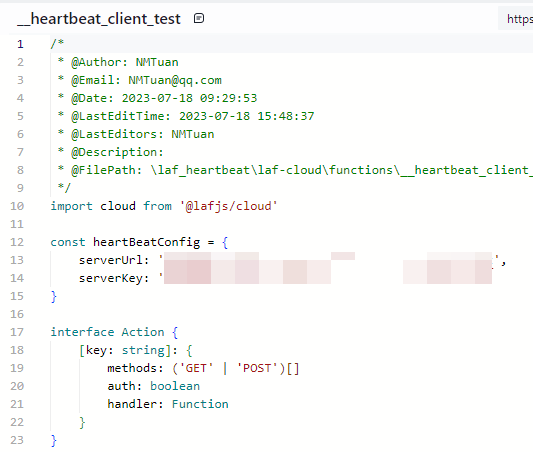 __heartbeat_client_test
https
1 /*
2  * @Author: NMTuan
3  * @Email: NMTuan@qq.com
4  * @Date: 2023-07-18 09:29:53
5  * @LastEditTime: 2023-07-18 15:48:37
6  * @LastEditors: NMTuan
7  * @Description:
8  * @FilePath: \laf_heartbeat\laf-cloud\functions\__heartbeat_client_
9  */
10 import cloud from '@lafjs/cloud'
11
12 const heartBeatConfig = {
13     serverUrl: '',
14     serverKey: '
15 }
16
17 interface Action {
18     [key: string]: {
19         methods: ('GET' | 'POST')[]
20         auth: boolean
21         handler: Function
22     }
23 }